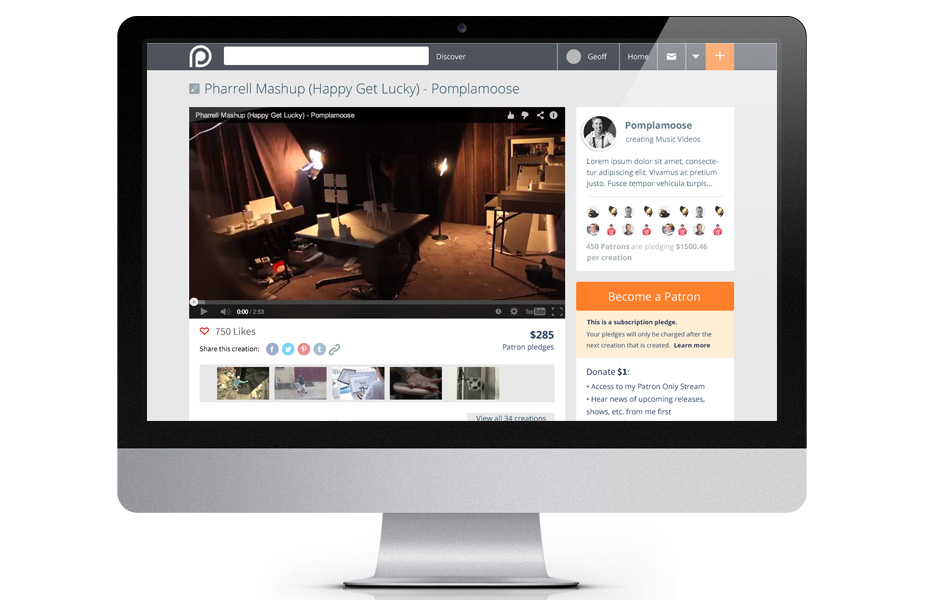 Discover
Geoff
Home
Pharrell Mashup (Happy Get Lucky) - Pomplamoose
Pharrell Mashup (Happy Get Lucky) - Pomplamoose
0:00 / 2:53
YouTube
750 Likes
Share this creation:
$285
Patron pledges
View all 34 creations
Pomplamoose
creating Music Videos
Lorem ipsum dolor sit amet, consecte-
tur adipiscing elit. Vivamus ac pretium
justo. Fusce tempor vehicula turpis...
450 Patrons are pledging $1500.46
per creation
Become a Patron
This is a subscription pledge.
Your pledges will only be charged after the
next creation that is created. Learn more
Donate $1:
• Access to my Patron Only Stream
• Hear news of upcoming releases,
shows, etc. from me first